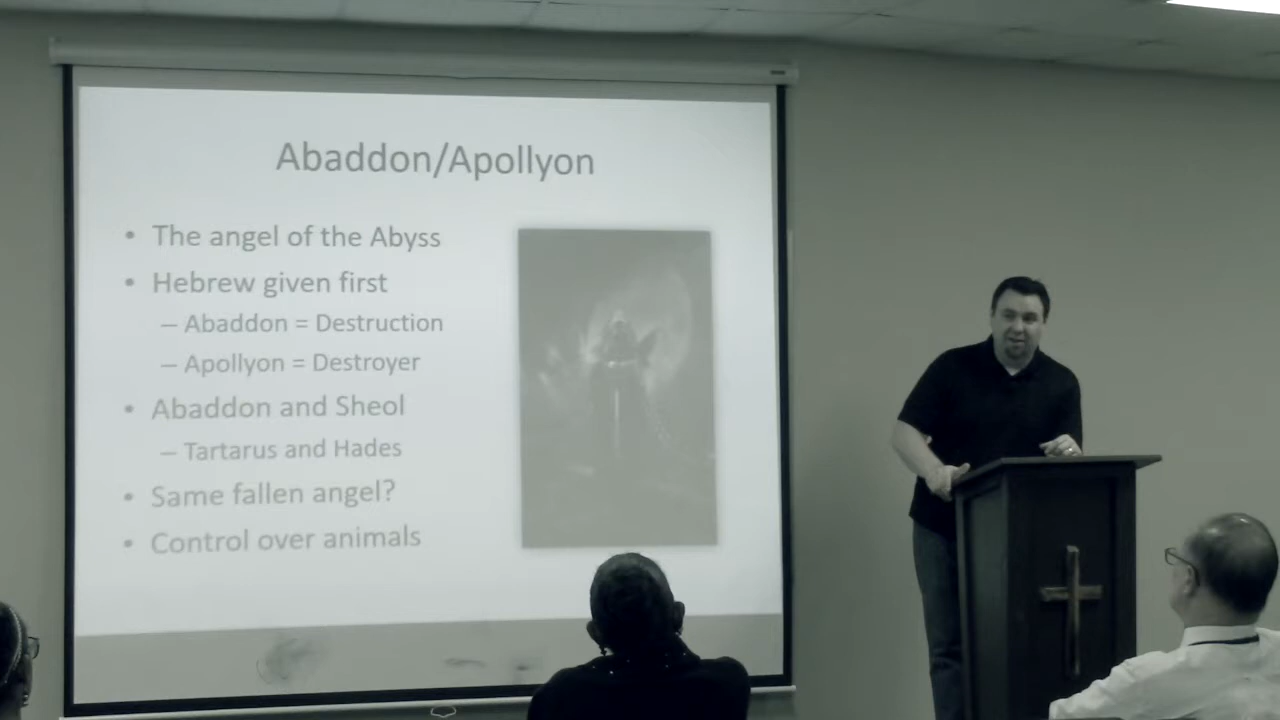 Abaddon/Apollyon
• The angel of the Abyss
• Hebrew given first
– Abaddon = Destruction
– Apollyon = Destroyer
• Abaddon and Sheol
– Tartarus and Hades
• Same fallen angel?
• Control over animals